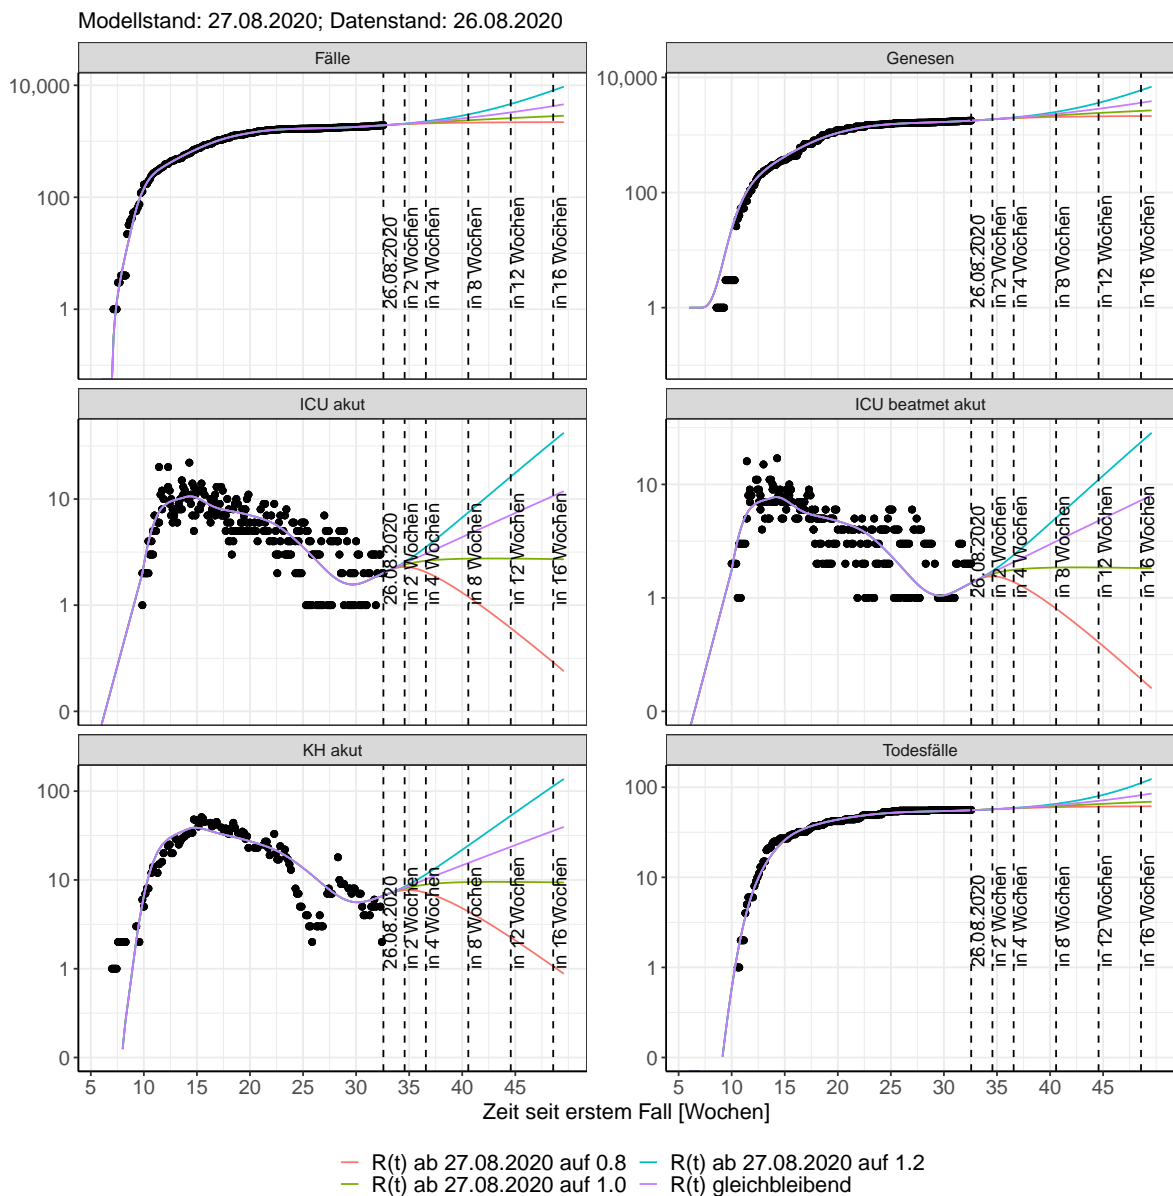 Modellstand: 27.08.2020; Datenstand: 26.08.2020
Fälle
Genesen
10,000
100
1
26.08.2020
in 2 Wochen
in 4 Wochen
in 8 Wochen
in 12 Wochen
in 16 Wochen
10,000
100
1
26.08.2020
in 2 Wochen
in 4 Wochen
in 8 Wochen
in 12 Wochen
in 16 Wochen
ICU akut
ICU beatmet akut
10
1
0
26.08.2020
in 2 Wochen
in 4 Wochen
in 8 Wochen
in 12 Wochen
in 16 Wochen
10
1
0
26.08.2020
in 2 Wochen
in 4 Wochen
in 8 Wochen
in 12 Wochen
in 16 Wochen
KH akut
Todesfälle
100
10
1
0
26.08.2020
in 2 Wochen
in 4 Wochen
in 8 Wochen
in 12 Wochen
in 16 Wochen
100
10
1
0
26.08.2020
in 2 Wochen
in 4 Wochen
in 8 Wochen
in 12 Wochen
in 16 Wochen
5 10 15 20 25 30 35 40 45
5 10 15 20 25 30 35 40 45
Zeit seit erstem Fall [Wochen]
R(t) ab 27.08.2020 auf 0.8
R(t) ab 27.08.2020 auf 1.2
R(t) ab 27.08.2020 auf 1.0
R(t) gleichbleibend